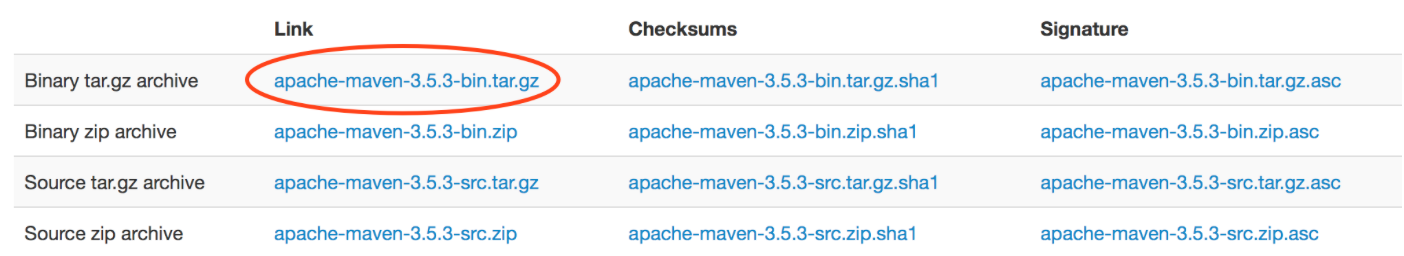 Link Checksums Signature
Binary tar.gz archive apache-maven-3.5.3-bin.tar.gz apache-maven-3.5.3-bin.tar.gz.sha1 apache-maven-3.5.3-bin.tar.gz.asc
Binary zip archive apache-maven-3.5.3-bin.zip apache-maven-3.5.3-bin.zip.sha1 apache-maven-3.5.3-bin.zip.asc
Source tar.gz archive apache-maven-3.5.3-src.tar.gz apache-maven-3.5.3-src.tar.gz.sha1 apache-maven-3.5.3-src.tar.gz.asc
Source zip archive apache-maven-3.5.3-src.zip apache-maven-3.5.3-src.zip.sha1 apache-maven-3.5.3-src.zip.asc